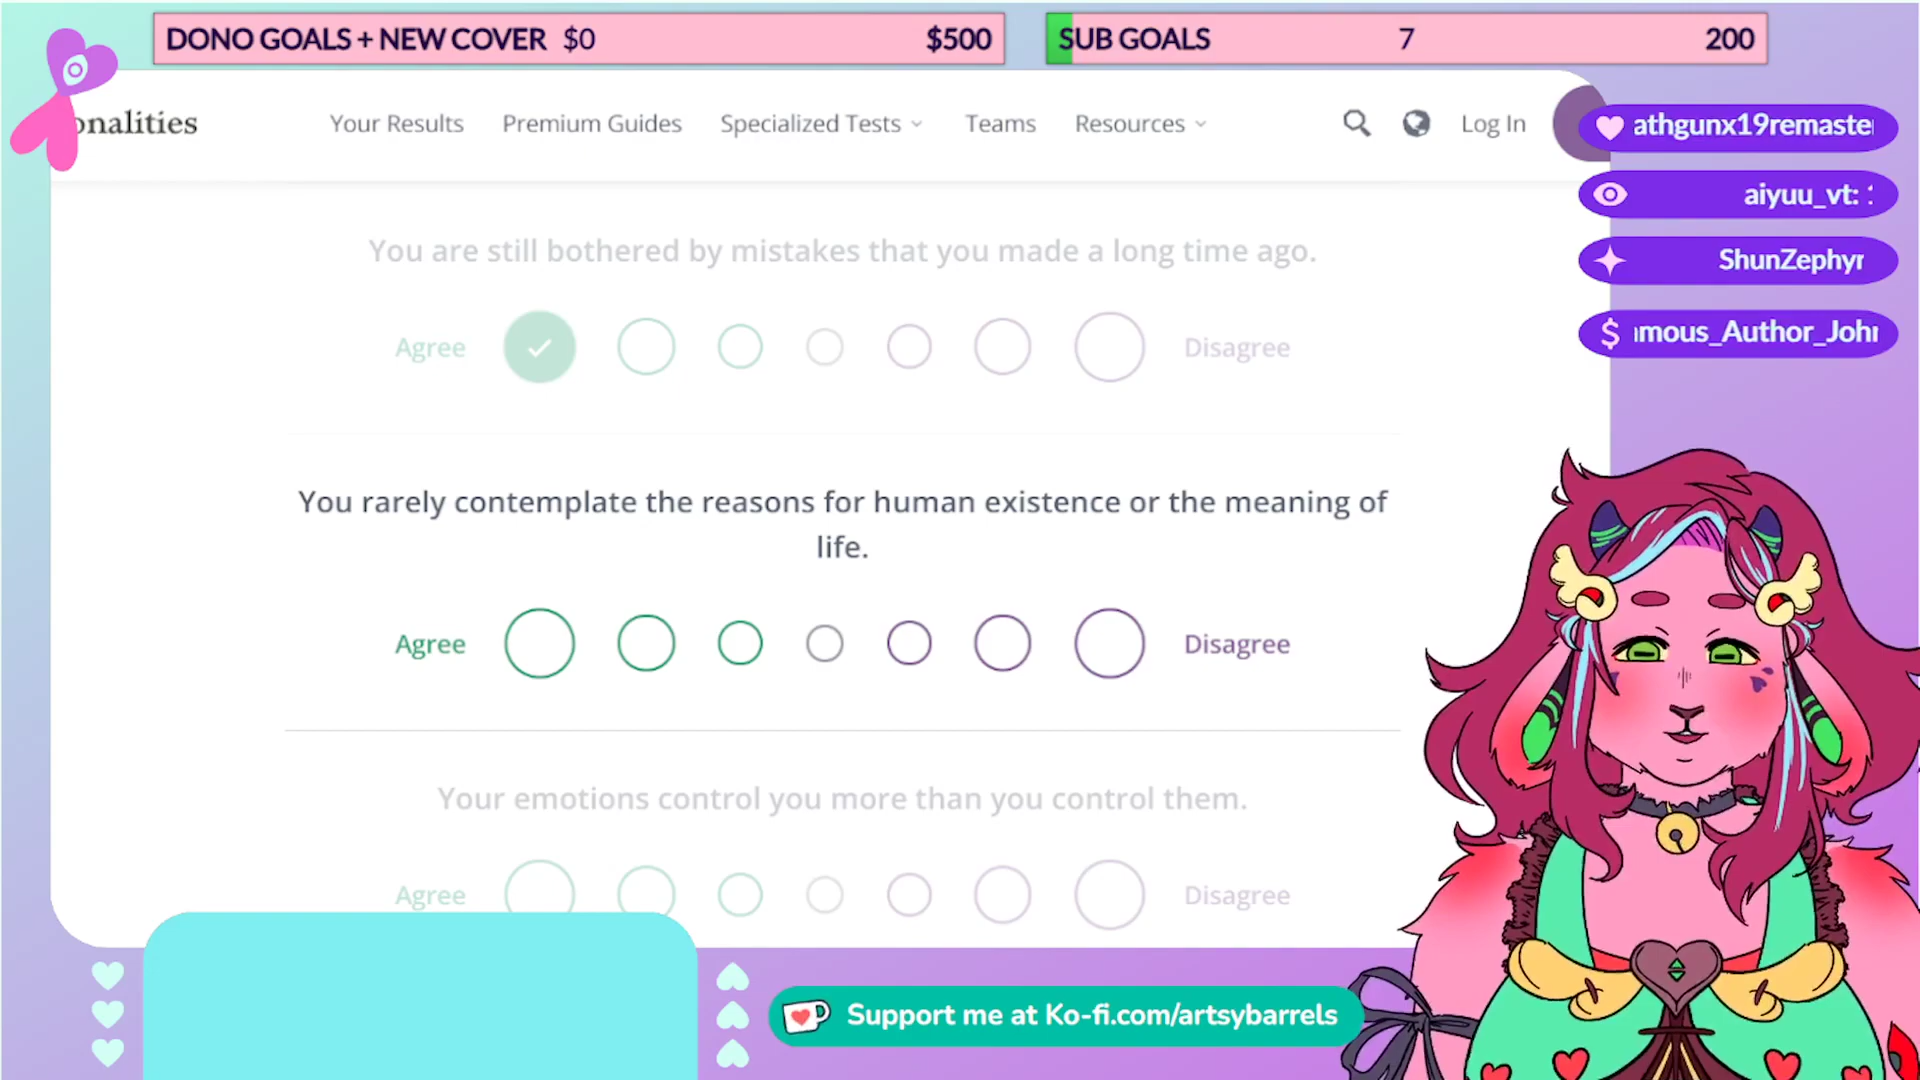 DONO GOALS + NEW COVER $0 $500
SUB GOALS 7 200
onalities Your Results Premium Guides Specialized Tests Teams Resources Log In
athgunx19remaste
aiyuu_vt:
ShunZephyr
$ amous_Author_Joh
You are still bothered by mistakes that you made a long time ago.
Agree Disagree
You rarely contemplate the reasons for human existence or the meaning of
life.
Agree Disagree
Your emotions control you more than you control them.
Agree Disagree
Support me at Ko-fi.com/artsybarrels